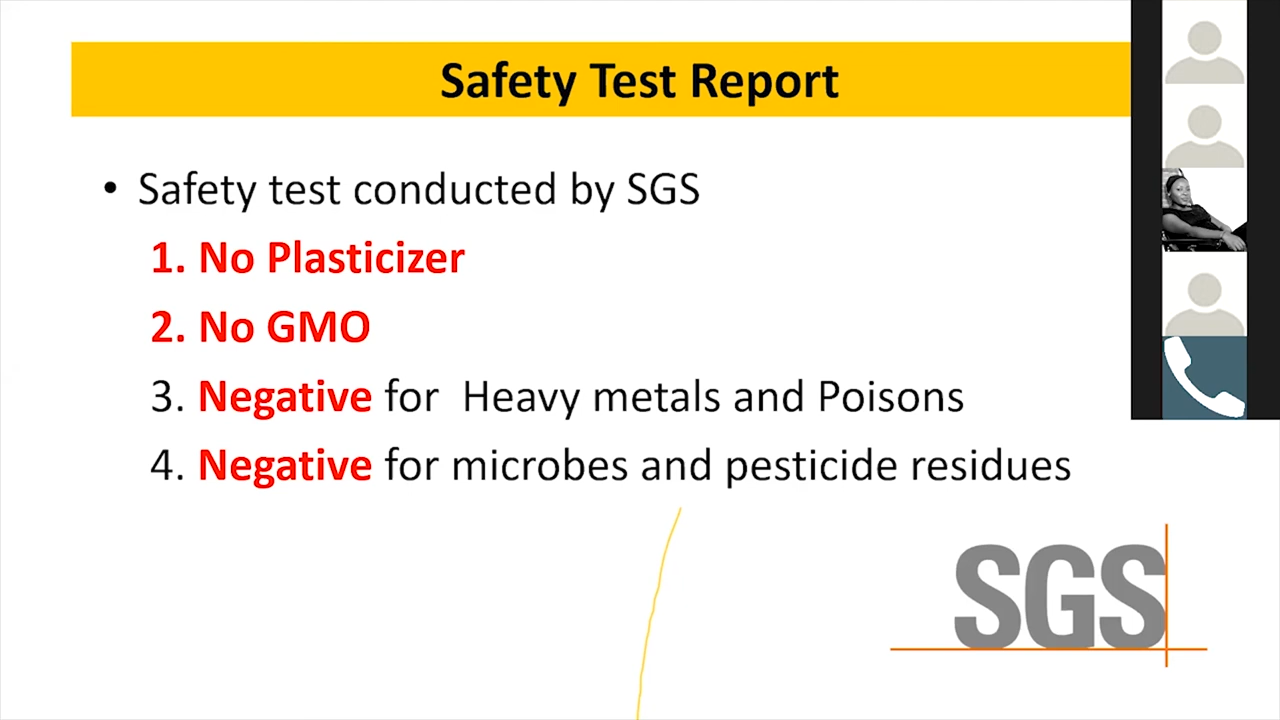 Safety Test Report
• Safety test conducted by SGS
1. No Plasticizer
2. No GMO
3. Negative for Heavy metals and Poisons
4. Negative for microbes and pesticide residues
SGS